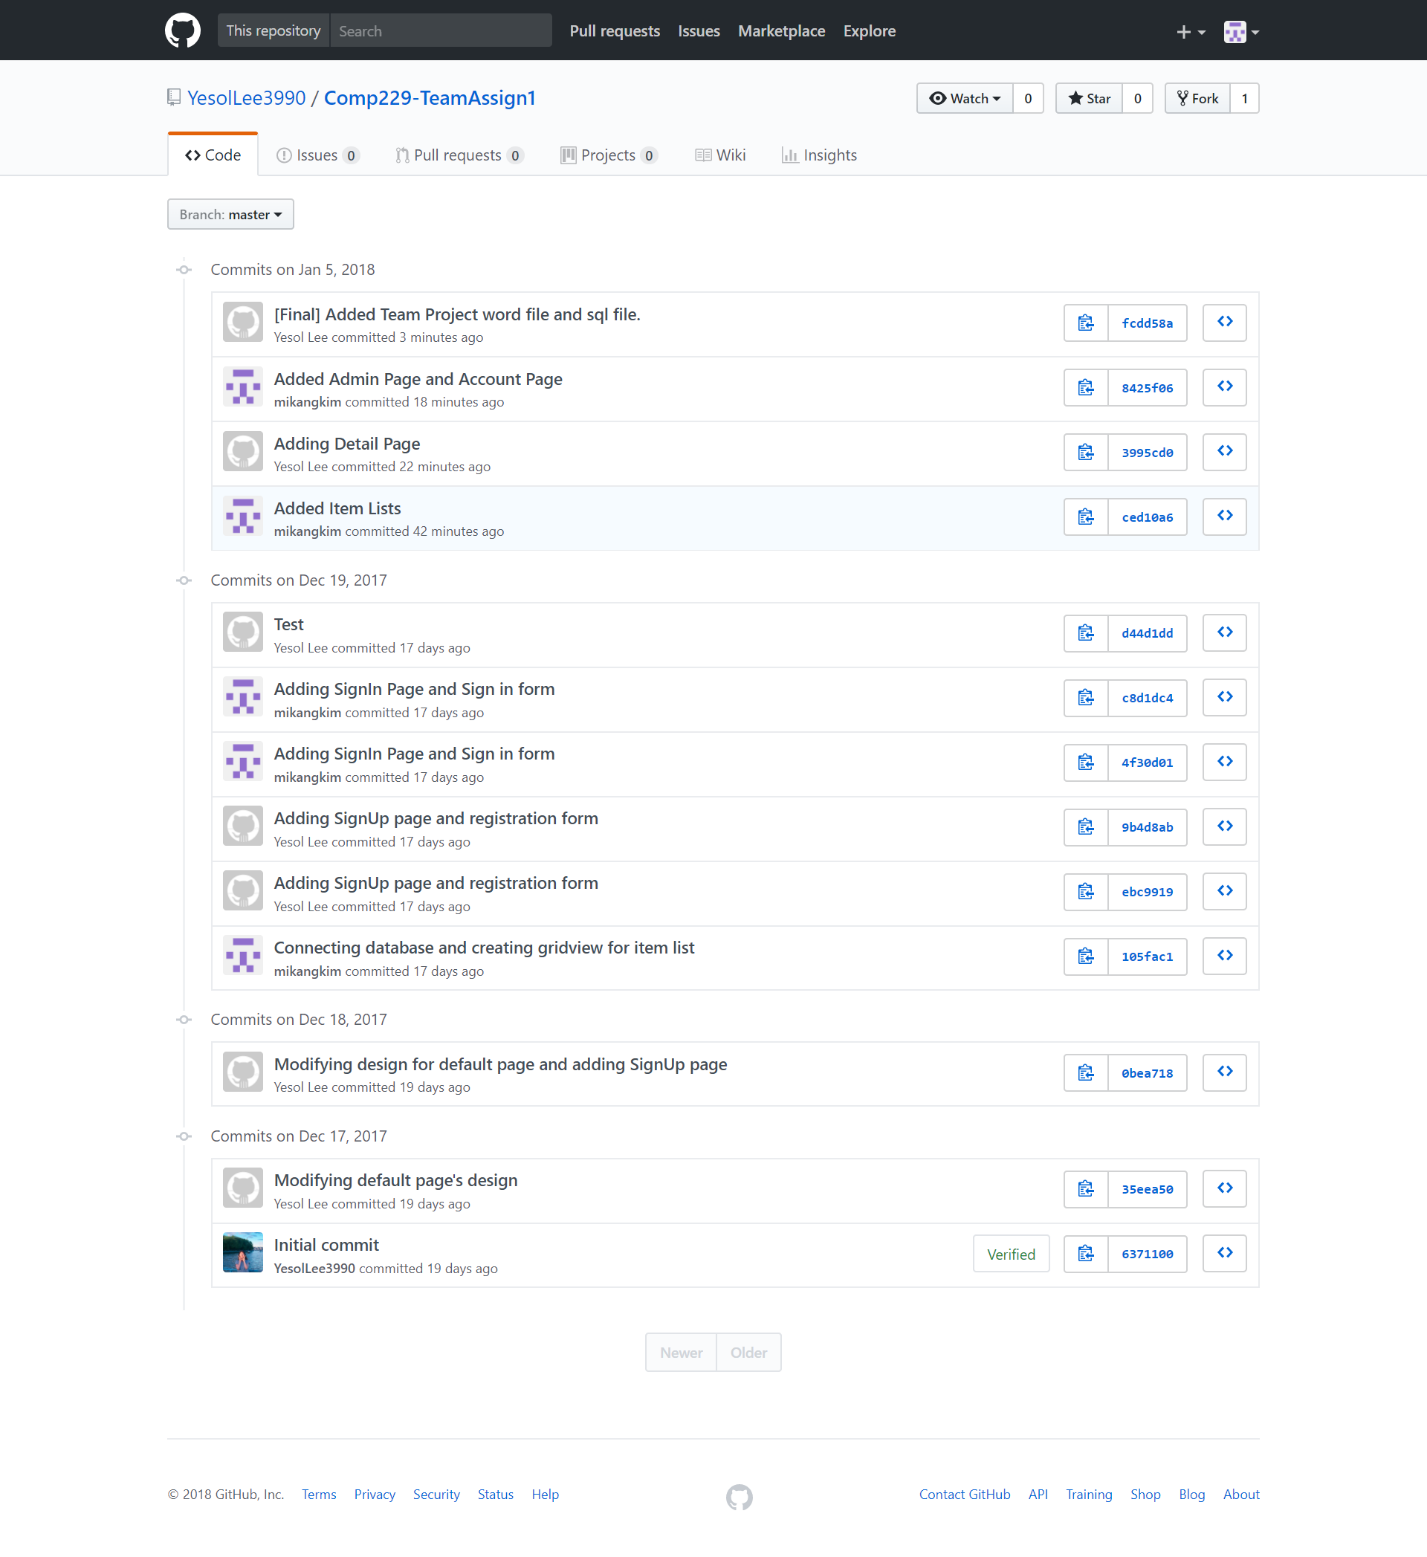 This repository Search Pull requests Issues Marketplace Explore
YesolLee3990 / Comp229-TeamAssign1 Watch 0 Star 0 Fork 1
Code Issues 0 Pull requests 0 Projects 0 Wiki Insights
Branch: master
Commits on Jan 5, 2018
[Final] Added Team Project word file and sql file.
Yesol Lee committed 3 minutes ago
fcdd58a
Added Admin Page and Account Page
mikangkim committed 18 minutes ago
8425f06
Adding Detail Page
Yesol Lee committed 22 minutes ago
3995cd0
Added Item Lists
mikangkim committed 42 minutes ago
ced10a6
Commits on Dec 19, 2017
Test
Yesol Lee committed 17 days ago
d44d1dd
Adding SignIn Page and Sign in form
mikangkim committed 17 days ago
c8d1dc4
Adding SignIn Page and Sign in form
mikangkim committed 17 days ago
4f30d01
Adding SignUp page and registration form
Yesol Lee committed 17 days ago
9b4d8ab
Adding SignUp page and registration form
Yesol Lee committed 17 days ago
ebc9919
Connecting database and creating gridview for item list
mikangkim committed 17 days ago
105fac1
Commits on Dec 18, 2017
Modifying design for default page and adding SignUp page
Yesol Lee committed 19 days ago
0bea718
Commits on Dec 17, 2017
Modifying default page's design
Yesol Lee committed 19 days ago
35eea50
Initial commit
YesolLee3990 committed 19 days ago
Verified 6371100
Newer Older
© 2018 GitHub, Inc. Terms Privacy Security Status Help Contact GitHub API Training Shop Blog About